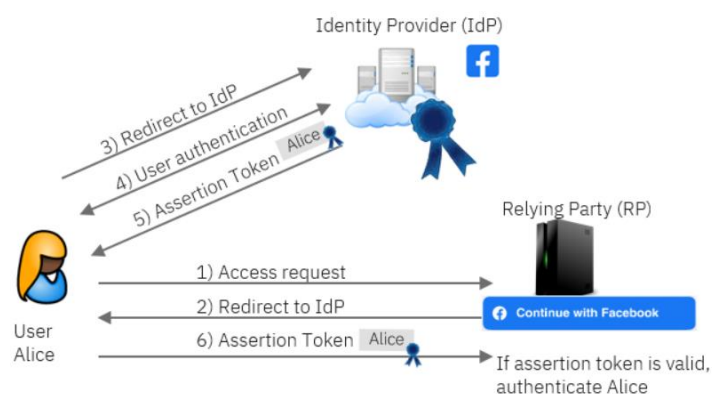 Identity Provider (IdP)
3) Redirect to IdP
4) User authentication
5) Assertion Token Alice
Relying Party (RP)
1) Access request
2) Redirect to IdP
Continue with Facebook
6) Assertion Token Alice
User
Alice
If assertion token is valid,
authenticate Alice